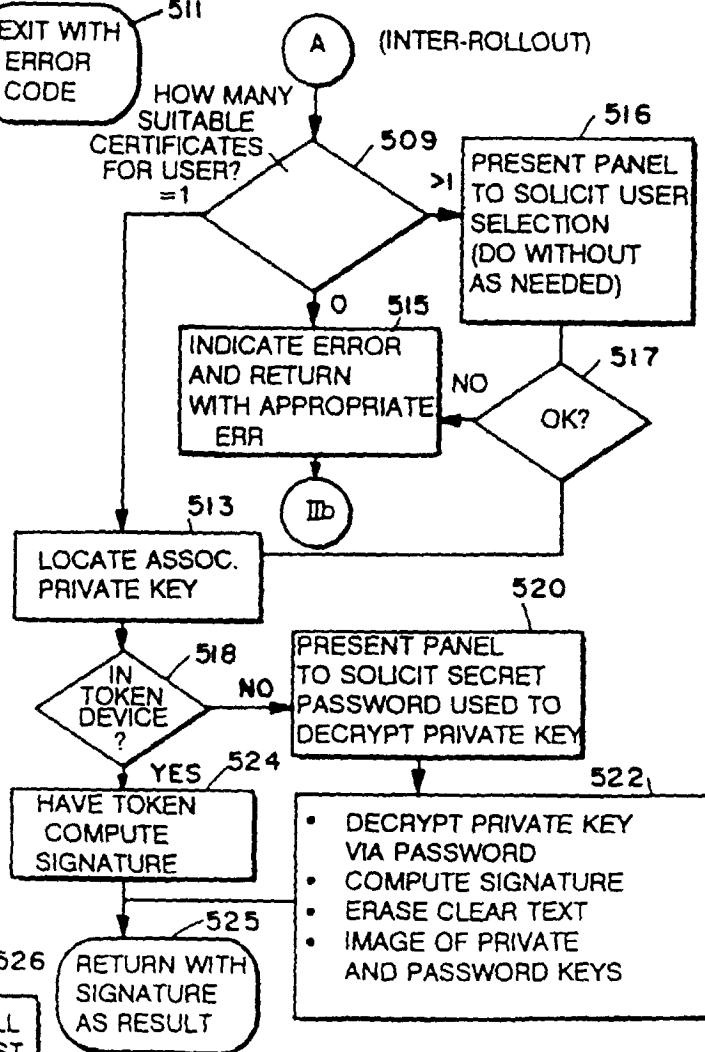 511
EXIT WITH
ERROR
CODE
A
(INTER-ROLLOUT)
HOW MANY
SUITABLE
CERTIFICATES
FOR USER?
=1
509
>1
0
516
PRESENT PANEL
TO SOLICIT USER
SELECTION
(DO WITHOUT
AS NEEDED)
515
INDICATE ERROR
AND RETURN
WITH APPROPRIATE
ERR
NO
517
OK?
IIb
513
LOCATE ASSOC.
PRIVATE KEY
518
IN
TOKEN
DEVICE
?
NO
YES
520
PRESENT PANEL
TO SOLICIT SECRET
PASSWORD USED TO
DECRYPT PRIVATE KEY
524
HAVE TOKEN
COMPUTE
SIGNATURE
522
• DECRYPT PRIVATE KEY
VIA PASSWORD
• COMPUTE SIGNATURE
• ERASE CLEAR TEXT
• IMAGE OF PRIVATE
AND PASSWORD KEYS
525
RETURN WITH
SIGNATURE
AS RESULT
526